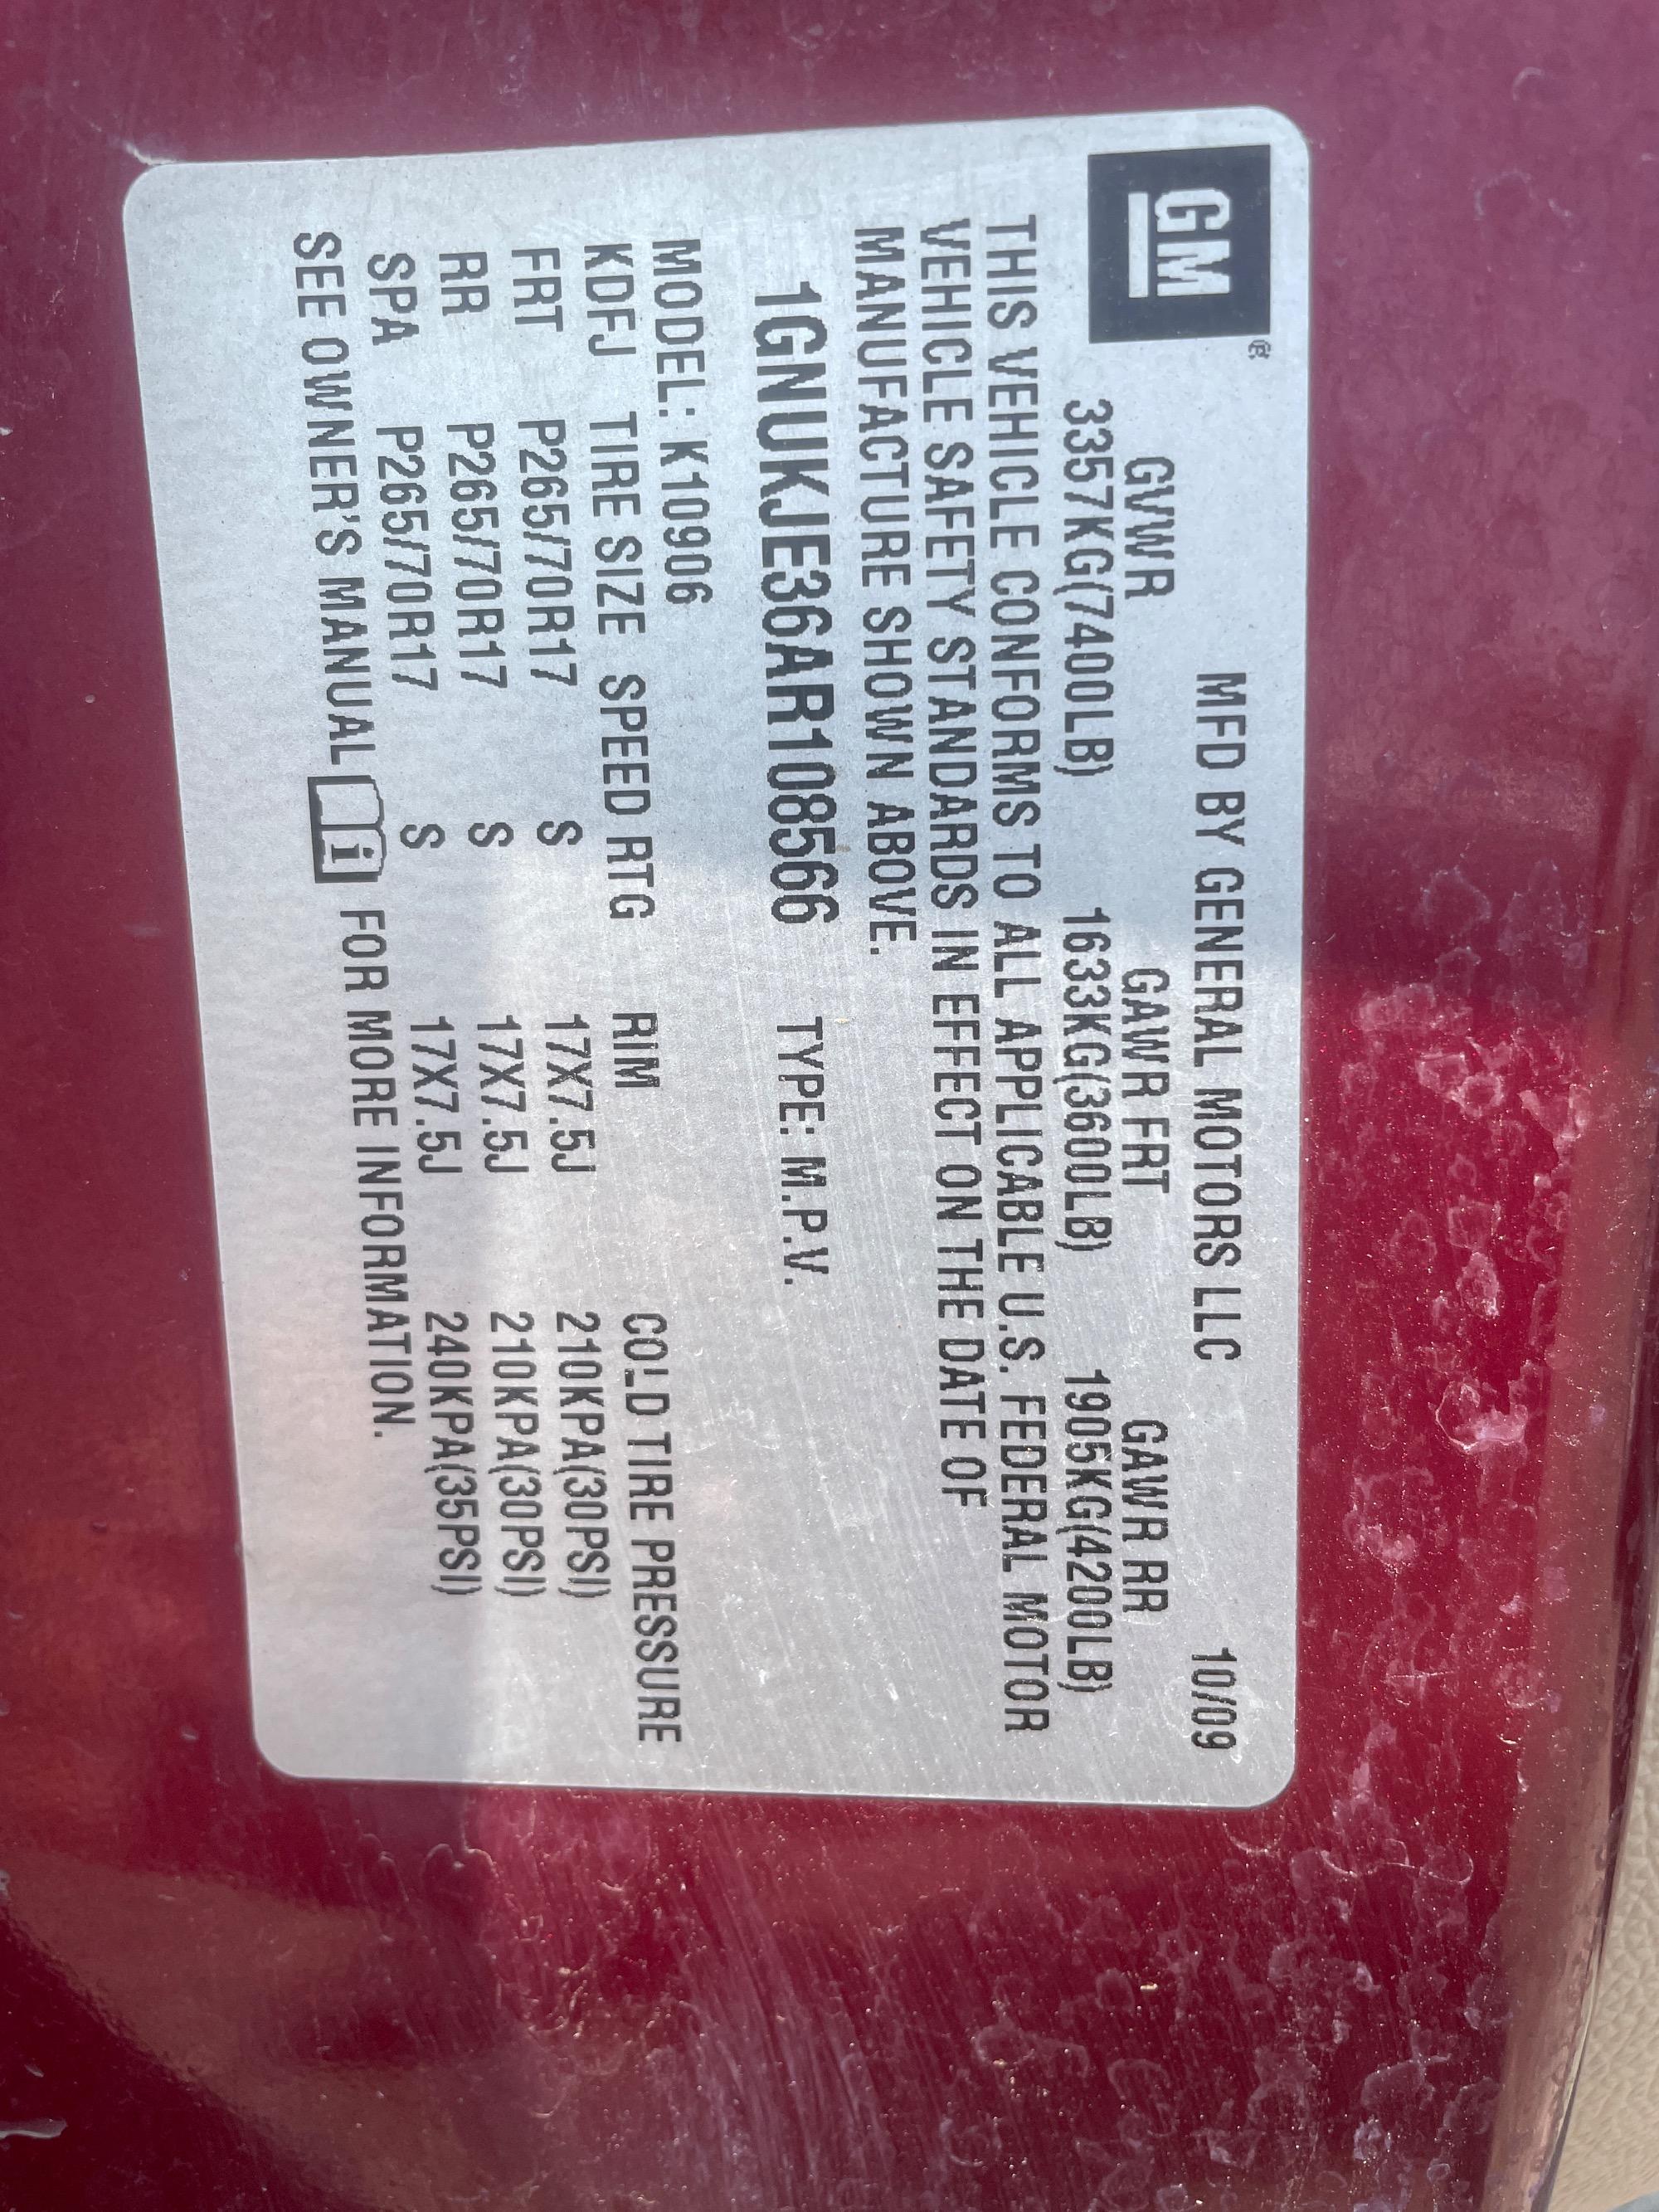 GM®
MFD BY GENERAL MOTORS LLC 10/09
GVWR GAWR FRT GAWR RR
3357KG(7400LB) 1633KG(3600LB) 1905KG(4200LB)
THIS VEHICLE CONFORMS TO ALL APPLICABLE U.S. FEDERAL MOTOR
VEHICLE SAFETY STANDARDS IN EFFECT ON THE DATE OF
MANUFACTURE SHOWN ABOVE.
1GNUKJE36AR108566 TYPE: M.P.V.
MODEL: K10906
KDFJ TIRE SIZE SPEED RTG RIM COLD TIRE PRESSURE
FRT P265/70R17 S 17X7.5J 210KPA(30PSI)
RR P265/70R17 S 17X7.5J 210KPA(30PSI)
SPA P265/70R17 S 17X7.5J 240KPA(35PSI)
SEE OWNER'S MANUAL i FOR MORE INFORMATION.